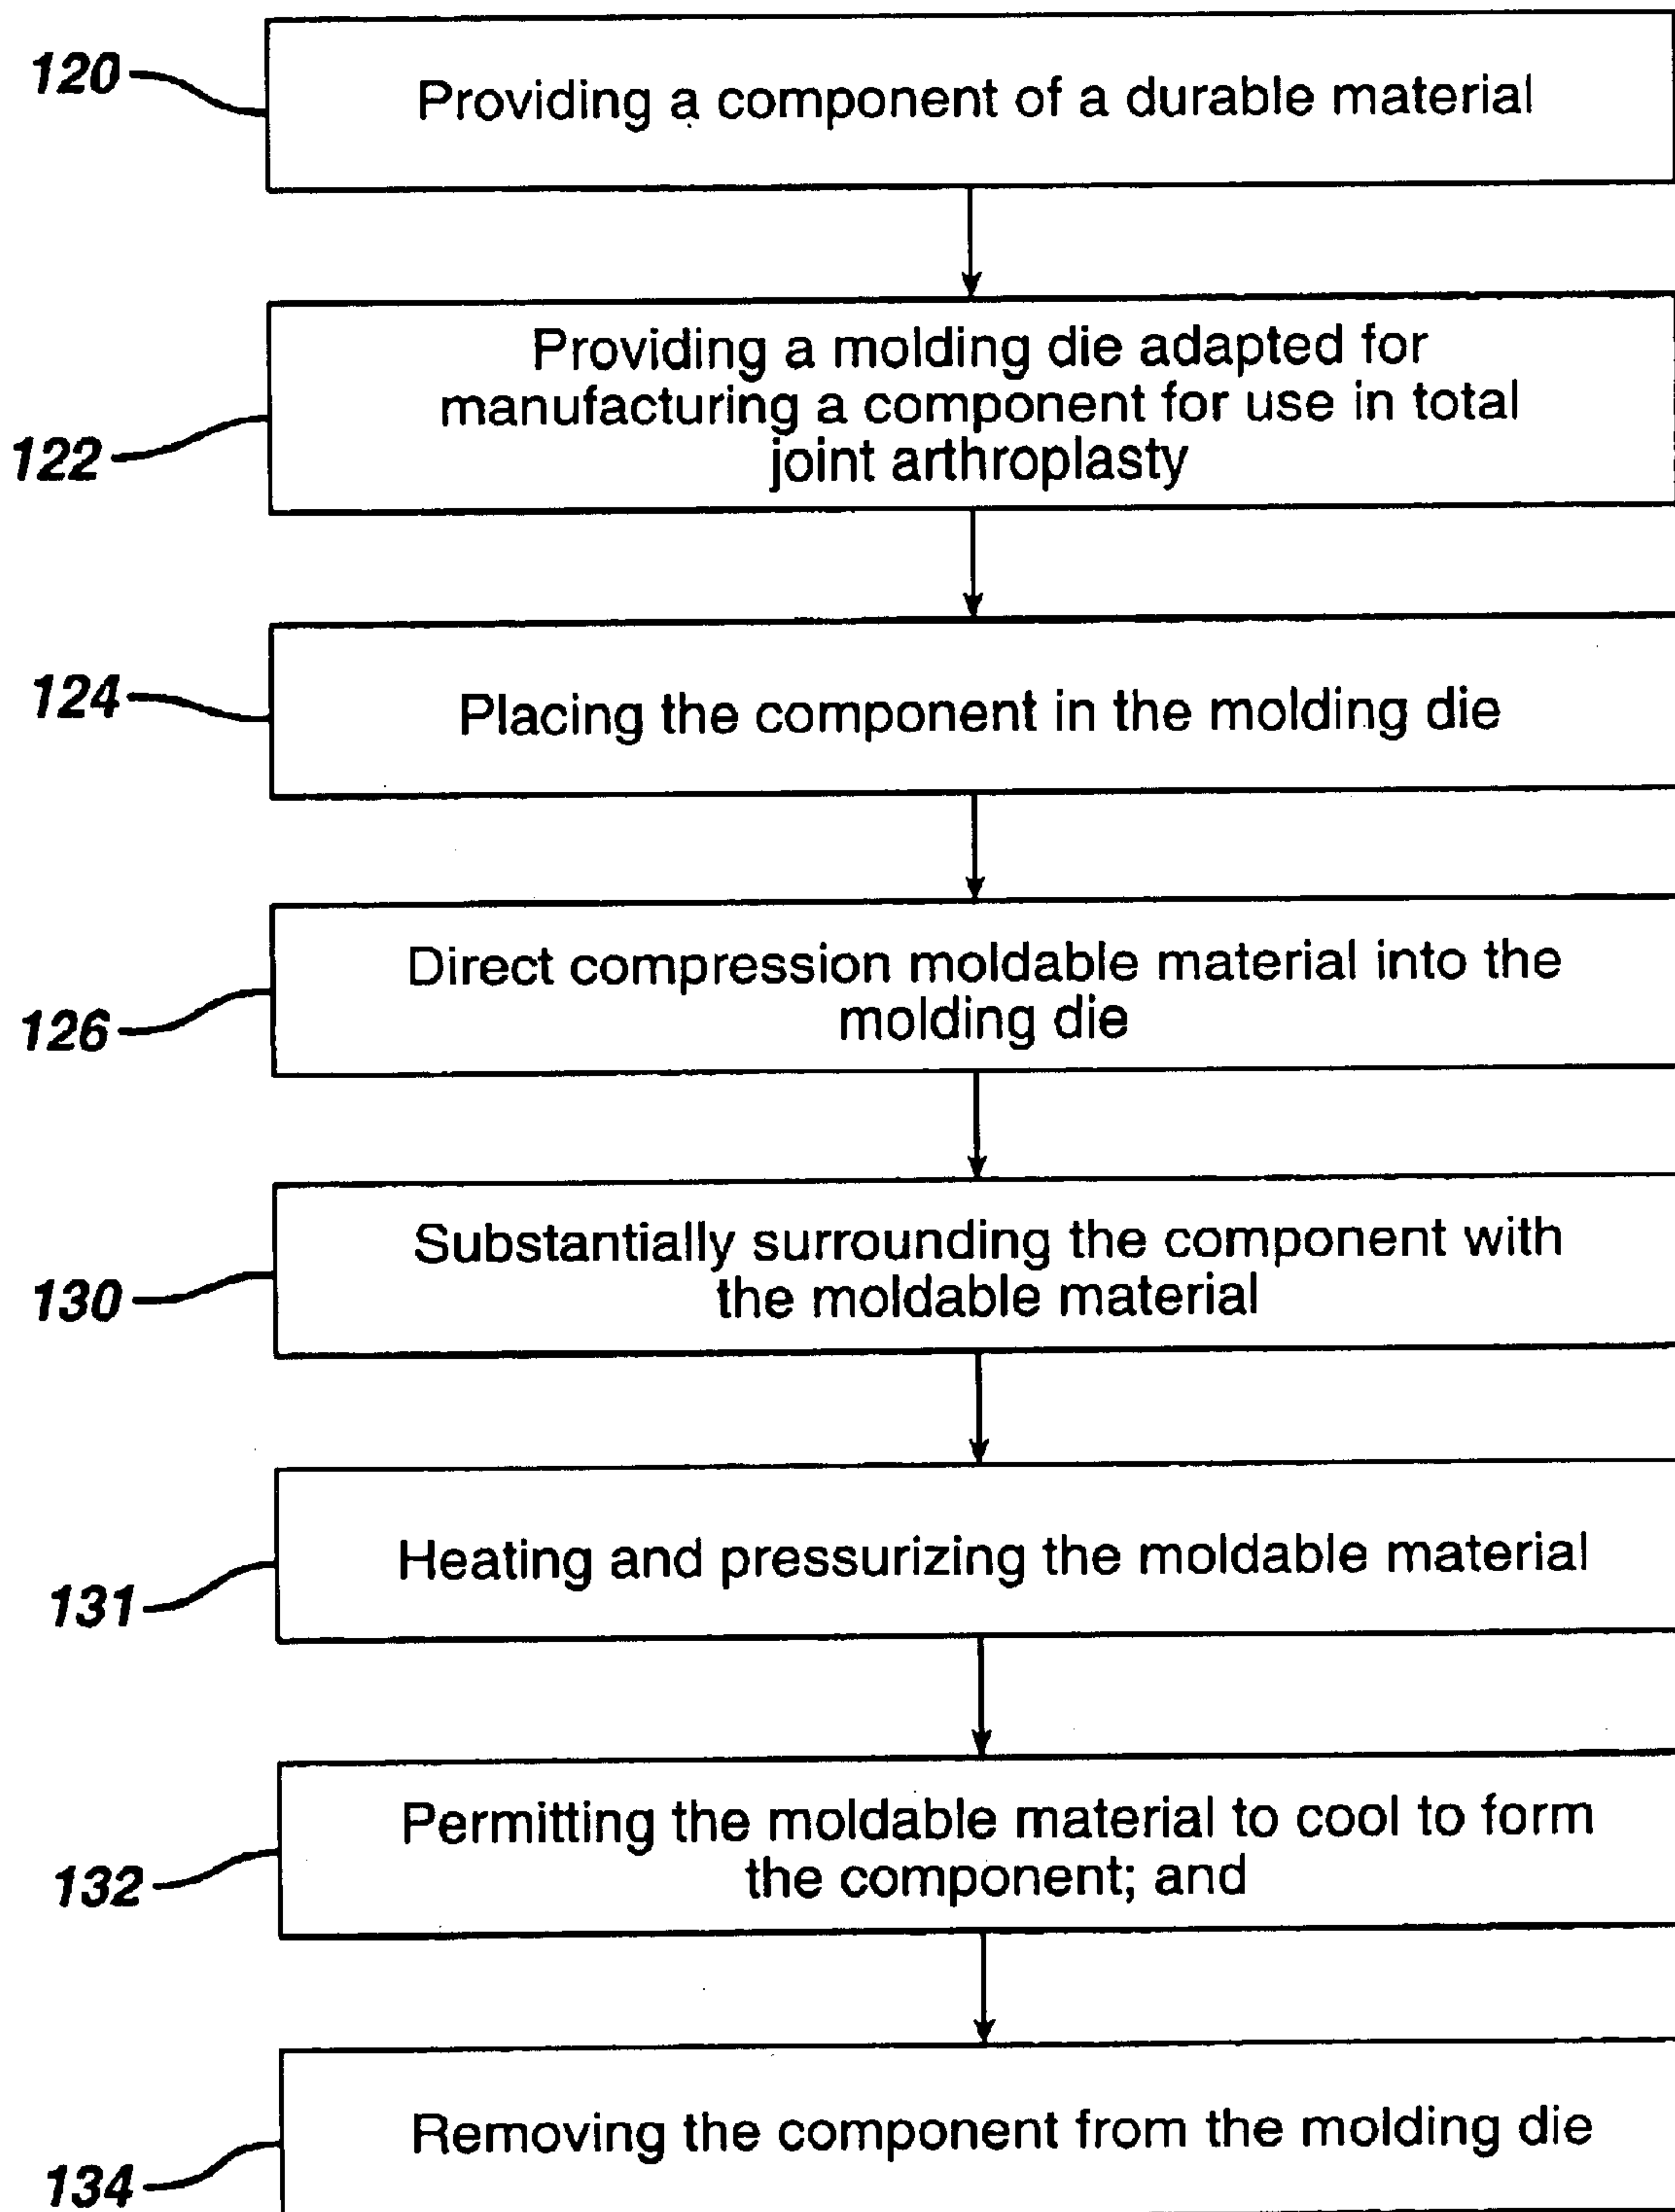 120
Providing a component of a durable material
Providing a molding die adapted for
manufacturing a component for use in total
joint arthroplasty
122
124
Placing the component in the molding die
Direct compression moldable material into the
molding die
126
Substantially surrounding the component with
the moldable material
130
Heating and pressurizing the moldable material
131
Permitting the moldable material to cool to form
the component; and
132
Removing the component from the molding die
134